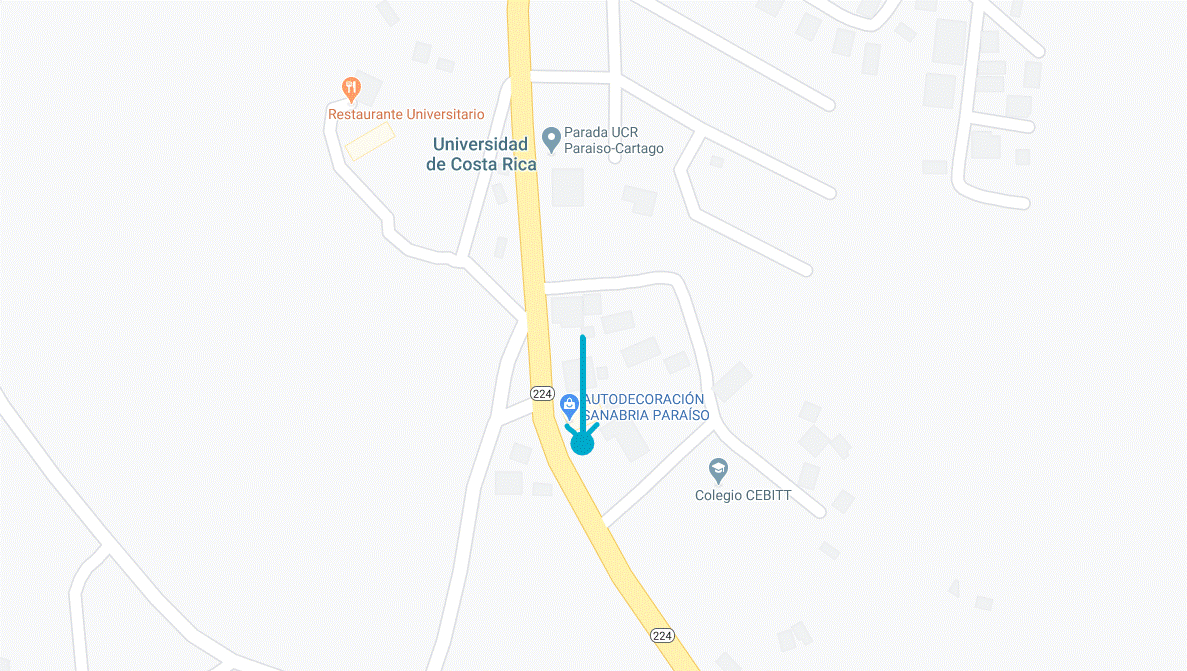 Restaurante Universitario
Universidad
de Costa Rica
Parada UCR
Paraiso-Cartago
224
AUTODECORACIÓN
SANABRIA PARAÍSO
Colegio CEBITT
224